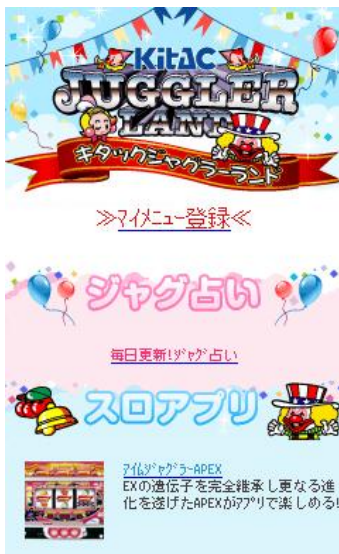 KitAC
JUGGLER
LAND
キタックジャグラーランド
≫ﾏｲﾒﾆｭｰ登録≪
ジャグ占い
毎日更新!ｼﾞｬｸﾞ占い
スロアプリ
ｱｲﾑｼﾞｬｸﾞﾗｰAPEX
EXの遺伝子を完全継承し更なる進
化を遂げたAPEXがｱﾌﾟﾘで楽しめる!